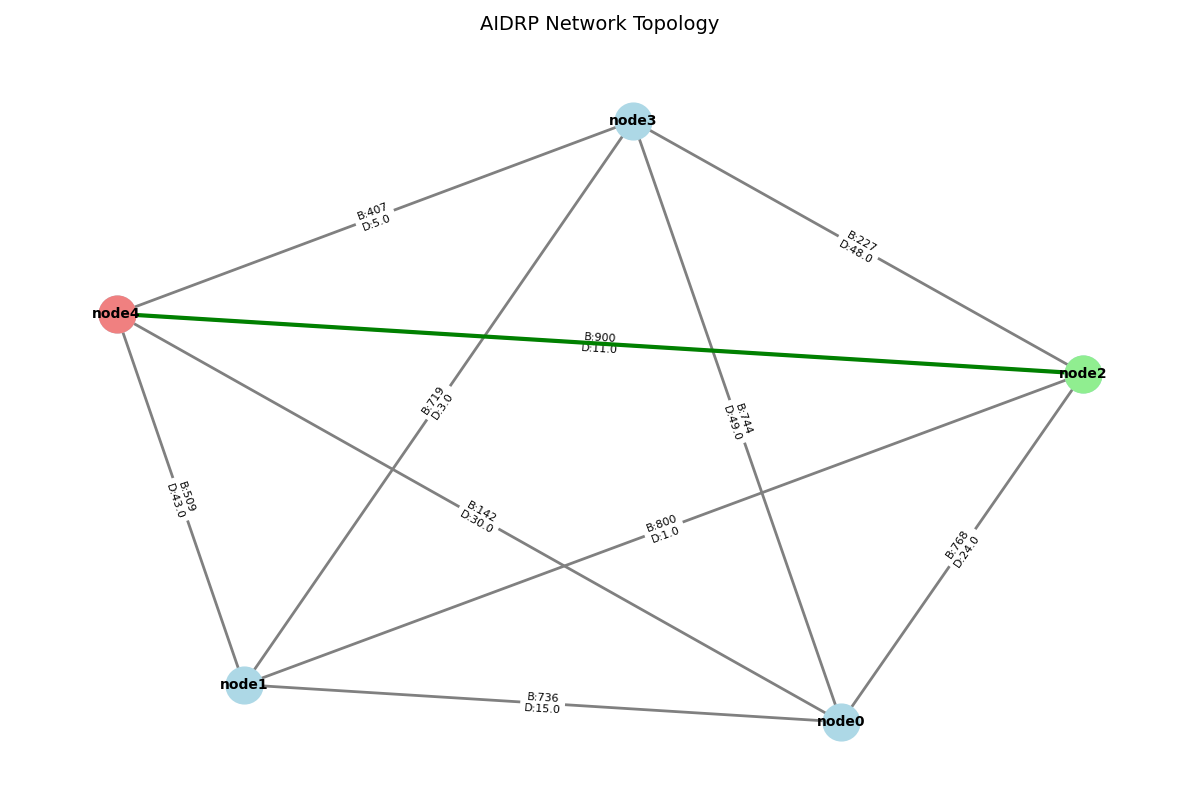 AIDRP Network Topology
node3
B:407
D:5.0
B:227
D:48.0
node4
B:900
D:11.0
node2
B:719
D:3.0
B:744
D:49.0
B:509
D:43.0
B:142
D:30.0
B:800
D:1.0
B:768
D:24.0
node1
B:736
D:15.0
node0